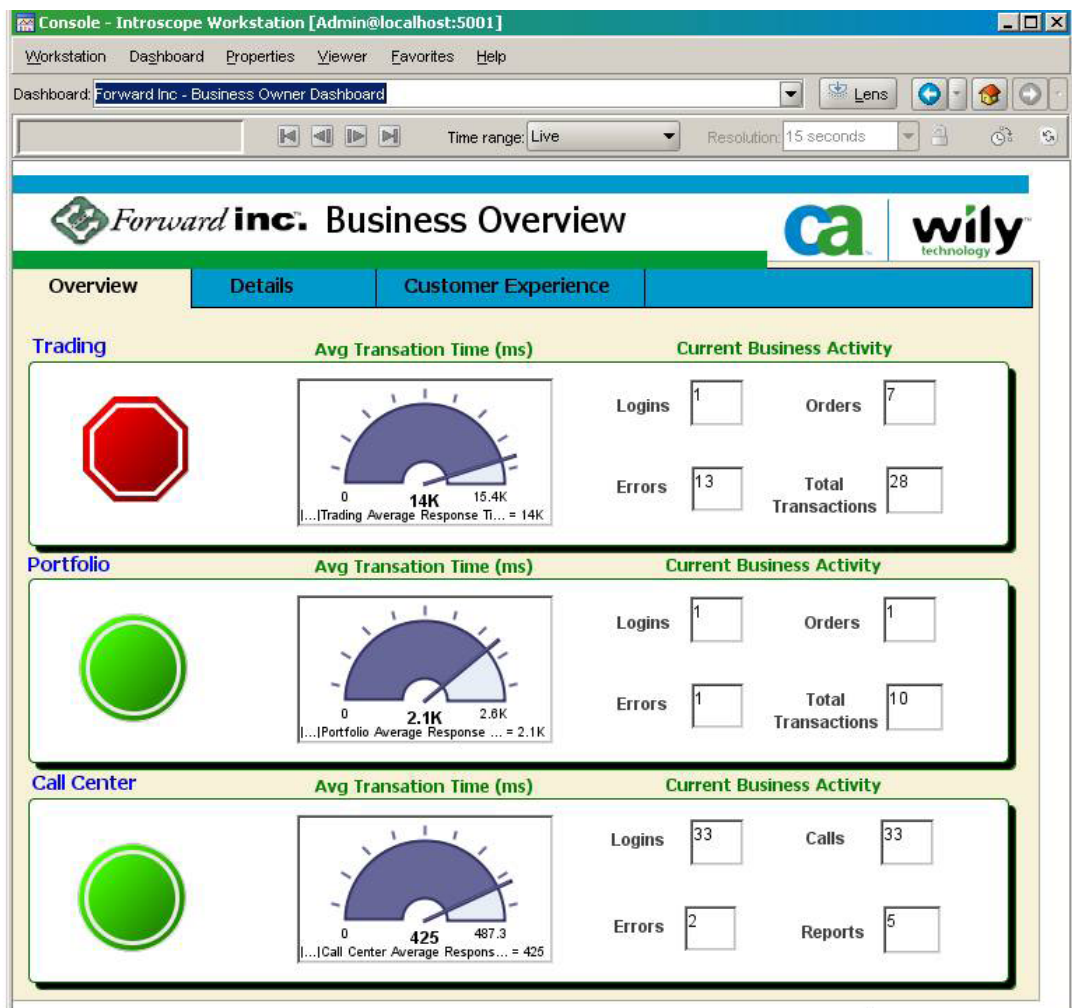 Console - Introscope Workstation [Admin@localhost:5001]
Workstation Dashboard Properties Viewer Favorites Help
Dashboard: Forward Inc - Business Owner Dashboard Lens
Time range: Live Resolution: 15 seconds
Forward inc. Business Overview ca wily technology
Overview Details Customer Experience
Trading Avg Transation Time (ms) Current Business Activity
Logins 1 Orders 7
Errors 13 Total Transactions 28
0 14K 15.4K
|...|Trading Average Response Ti... = 14K
Portfolio Avg Transation Time (ms) Current Business Activity
Logins 1 Orders 1
Errors 1 Total Transactions 10
0 2.1K 2.6K
|...|Portfolio Average Response ... = 2.1K
Call Center Avg Transation Time (ms) Current Business Activity
Logins 33 Calls 33
Errors 2 Reports 5
0 425 487.3
|...|Call Center Average Respons... = 425